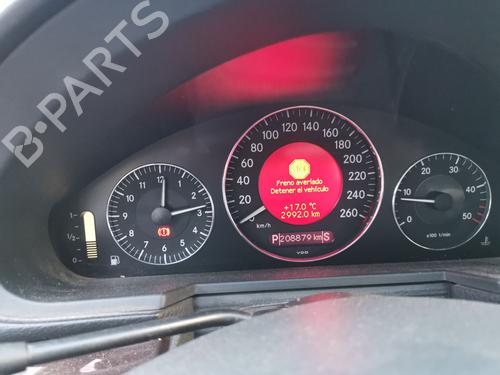 B-PARTS
80 100 120 140 160 180 200 220 240 260
60
40
20
0
km/h
Freno averiado
Detener el vehículo
+17.0 °C
2992.0 km
P 208879 km S
VDO
12 1 2 3 4 5 6 7 8 9 10 11
1
0
0 10 20 30 40 50
x100 1/min